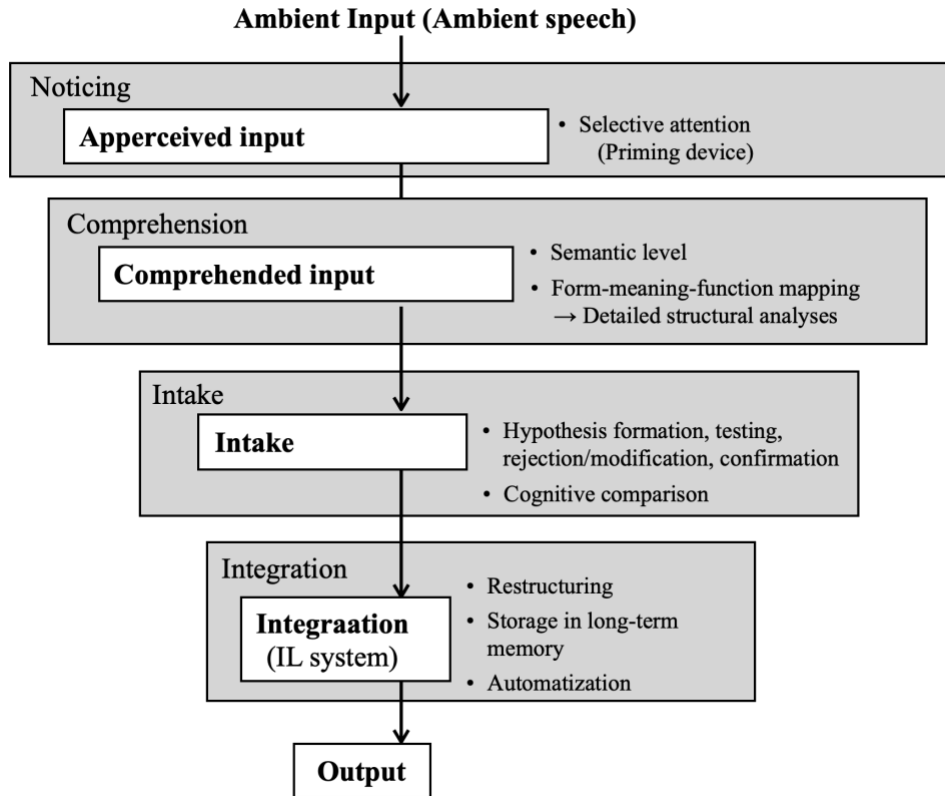 Ambient Input (Ambient speech)
Noticing
Apperceived input
• Selective attention
(Priming device)
Comprehension
Comprehended input
• Semantic level
• Form-meaning-function mapping
→ Detailed structural analyses
Intake
Intake
• Hypothesis formation, testing,
rejection/modification, confirmation
• Cognitive comparison
Integration
Integraation
(IL system)
• Restructuring
• Storage in long-term
memory
• Automatization
Output